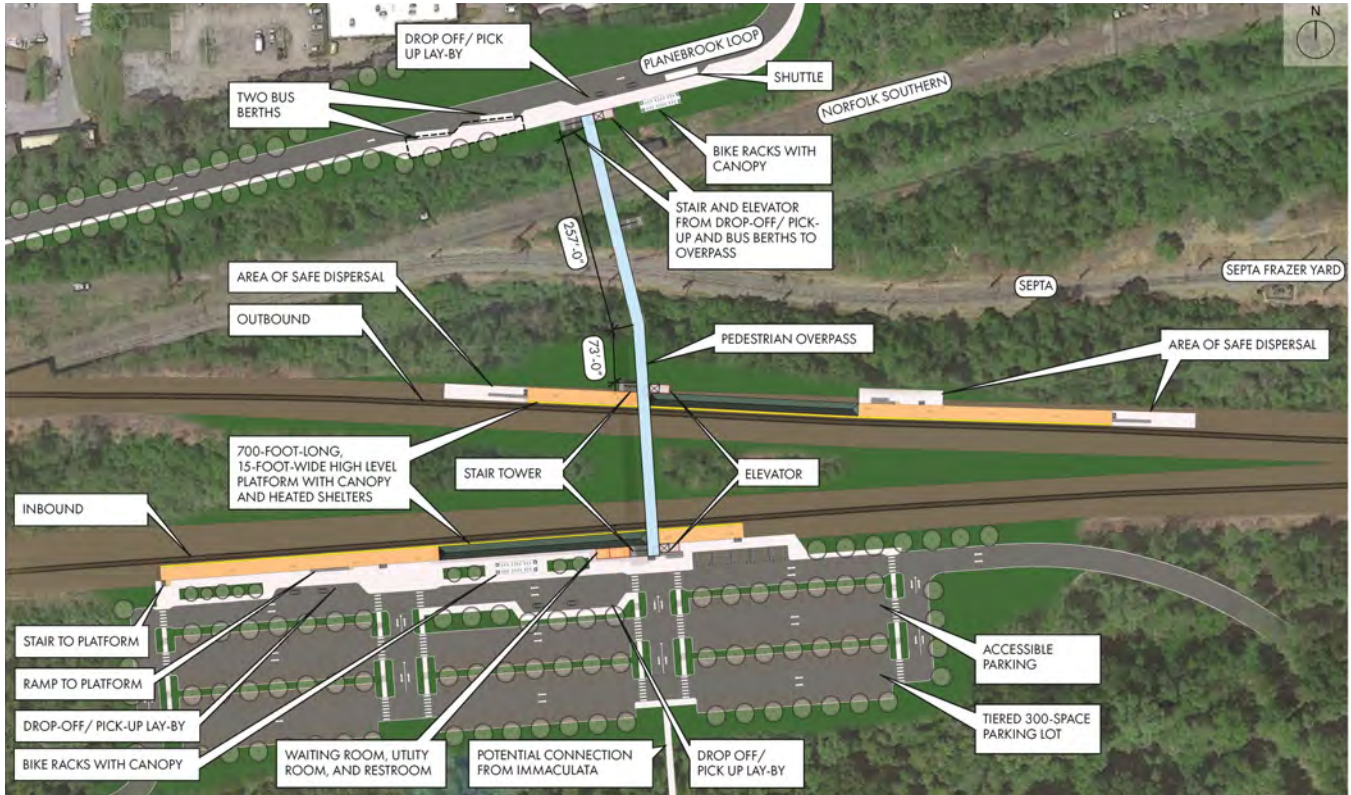 DROP OFF/ PICK
UP LAY-BY
PLANEBROOK LOOP
N
SHUTTLE
TWO BUS
BERTHS
NORFOLK SOUTHERN
BIKE RACKS WITH
CANOPY
STAIR AND ELEVATOR
FROM DROP-OFF/ PICK-
UP AND BUS BERTHS TO
OVERPASS
257'-0"
AREA OF SAFE DISPERSAL
SEPTA FRAZER YARD
SEPTA
OUTBOUND
PEDESTRIAN OVERPASS
AREA OF SAFE DISPERSAL
73'-0"
700-FOOT-LONG,
15-FOOT-WIDE HIGH LEVEL
PLATFORM WITH CANOPY
AND HEATED SHELTERS
STAIR TOWER
ELEVATOR
INBOUND
STAIR TO PLATFORM
ACCESSIBLE
PARKING
RAMP TO PLATFORM
DROP-OFF/ PICK-UP LAY-BY
TIERED 300-SPACE
PARKING LOT
BIKE RACKS WITH CANOPY
WAITING ROOM, UTLITY
ROOM, AND RESTROOM
POTENTIAL CONNECTION
FROM IMMACULATA
DROP OFF/
PICK UP LAY-BY